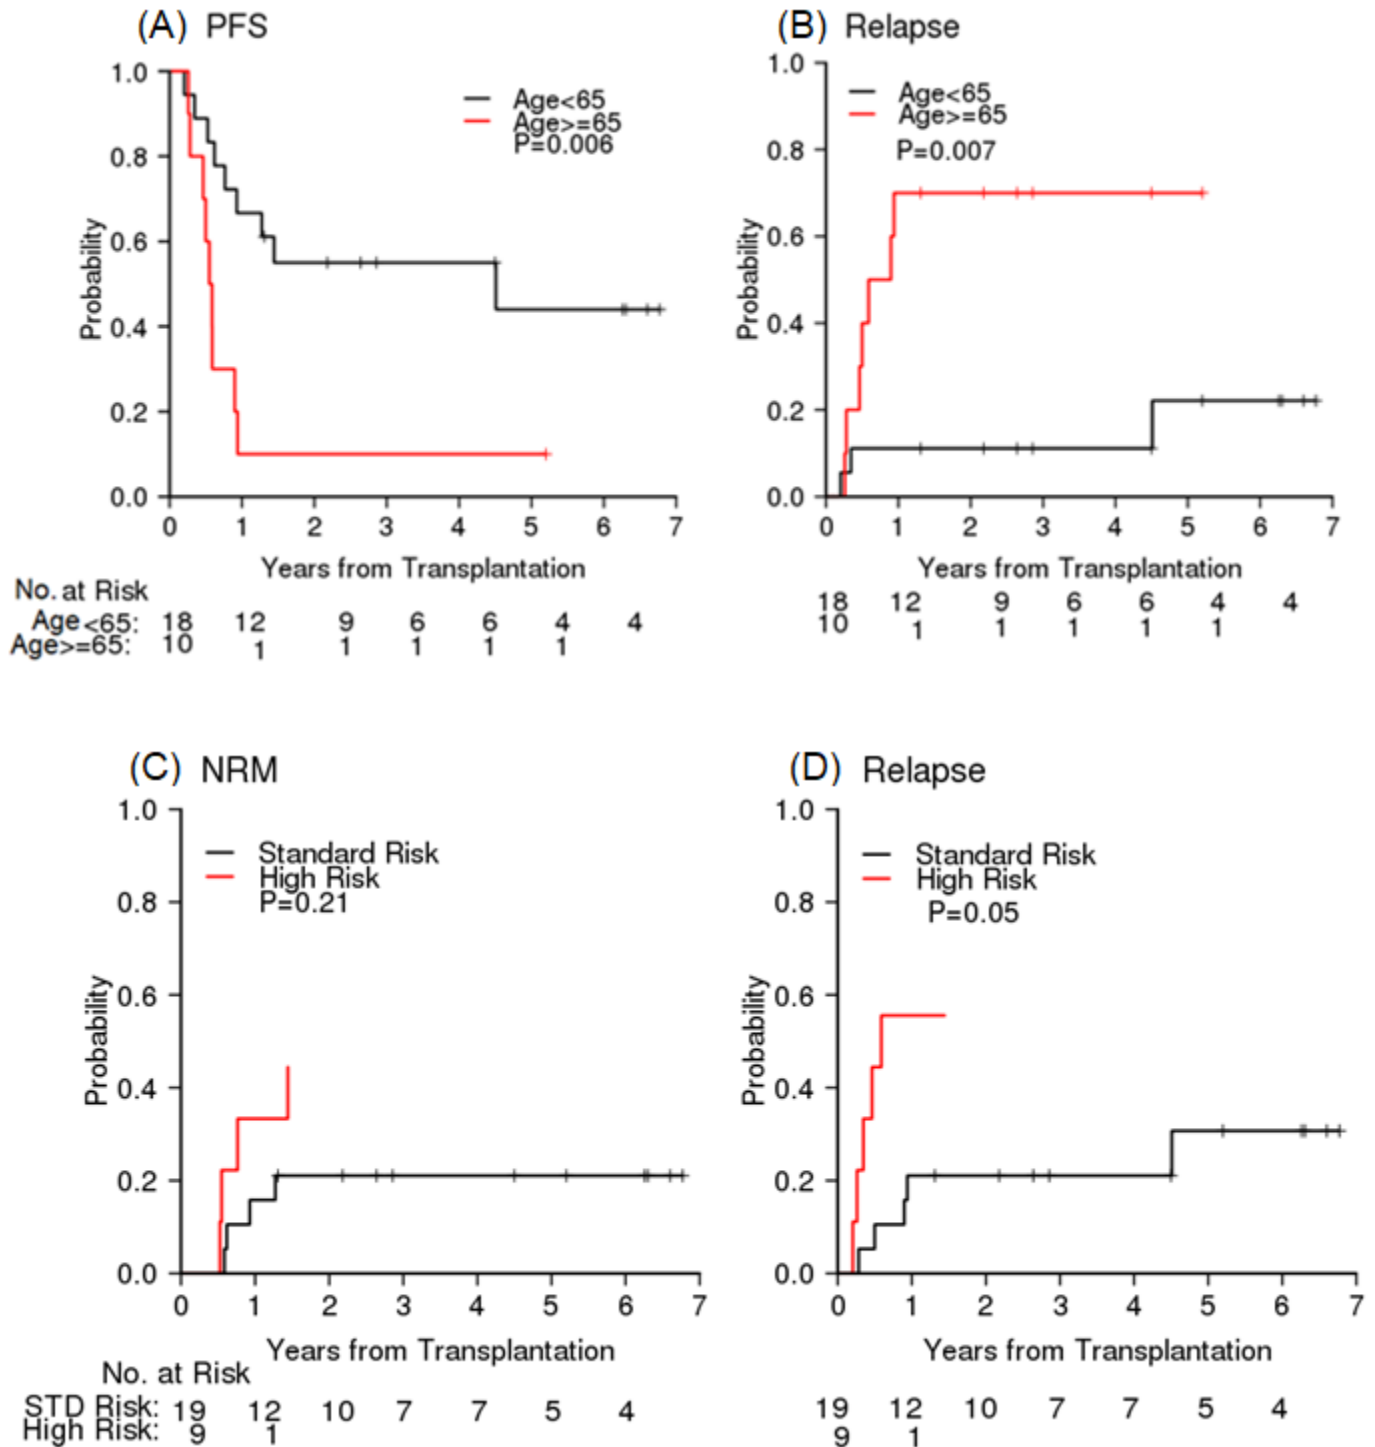 (A) PFS
1.0
0.8
0.6
0.4
0.2
0.0
Probability
Age<65
Age>=65
P=0.006
0 1 2 3 4 5 6 7
Years from Transplantation
No. at Risk
Age<65: 18 12 9 6 6 4 4
Age>=65: 10 1 1 1 1 1
(B) Relapse
1.0
0.8
0.6
0.4
0.2
0.0
Probability
Age<65
Age>=65
P=0.007
0 1 2 3 4 5 6 7
Years from Transplantation
18 12 9 6 6 4 4
10 1 1 1 1 1
(C) NRM
1.0
0.8
0.6
0.4
0.2
0.0
Probability
Standard Risk
High Risk
P=0.21
0 1 2 3 4 5 6 7
Years from Transplantation
No. at Risk
STD Risk: 19 12 10 7 7 5 4
High Risk: 9 1
(D) Relapse
1.0
0.8
0.6
0.4
0.2
0.0
Probability
Standard Risk
High Risk
P=0.05
0 1 2 3 4 5 6 7
Years from Transplantation
19 12 10 7 7 5 4
9 1